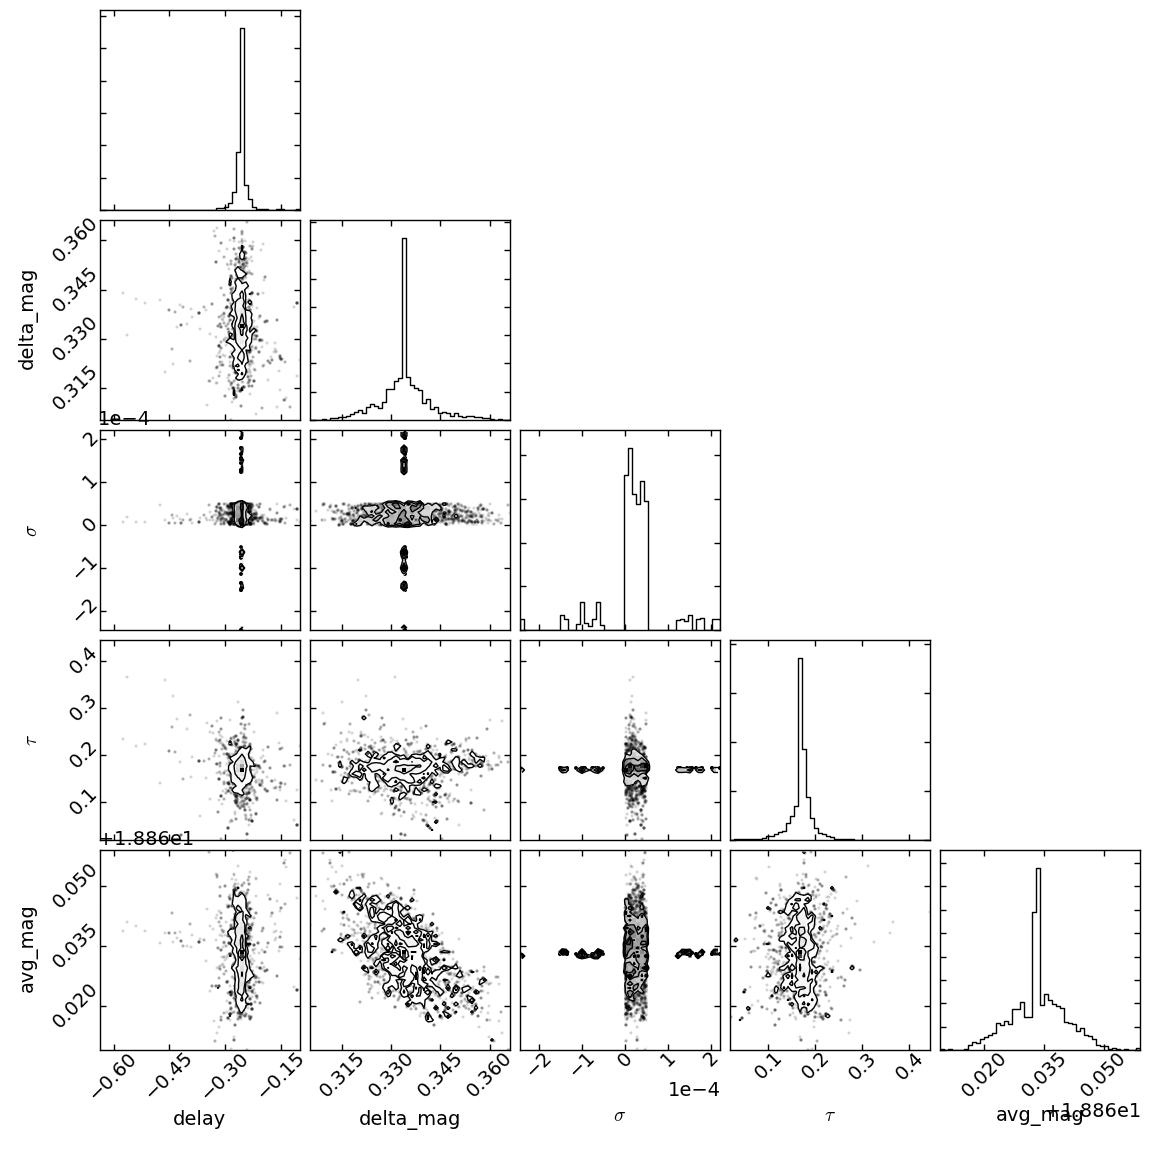 0.360
0.345
0.330
0.315
delta_mag
1e−4
2
1
0
−1
−2
σ
0.4
0.3
0.2
0.1
τ
+1.886e1
0.050
0.035
0.020
avg_mag
−0.60 −0.45 −0.30 −0.15
delay
0.315 0.330 0.345 0.360
delta_mag
−2 −1 0 1 2
1e−4
σ
0.1 0.2 0.3 0.4
τ
0.020 0.035 0.050
+1.886e1
avg_mag